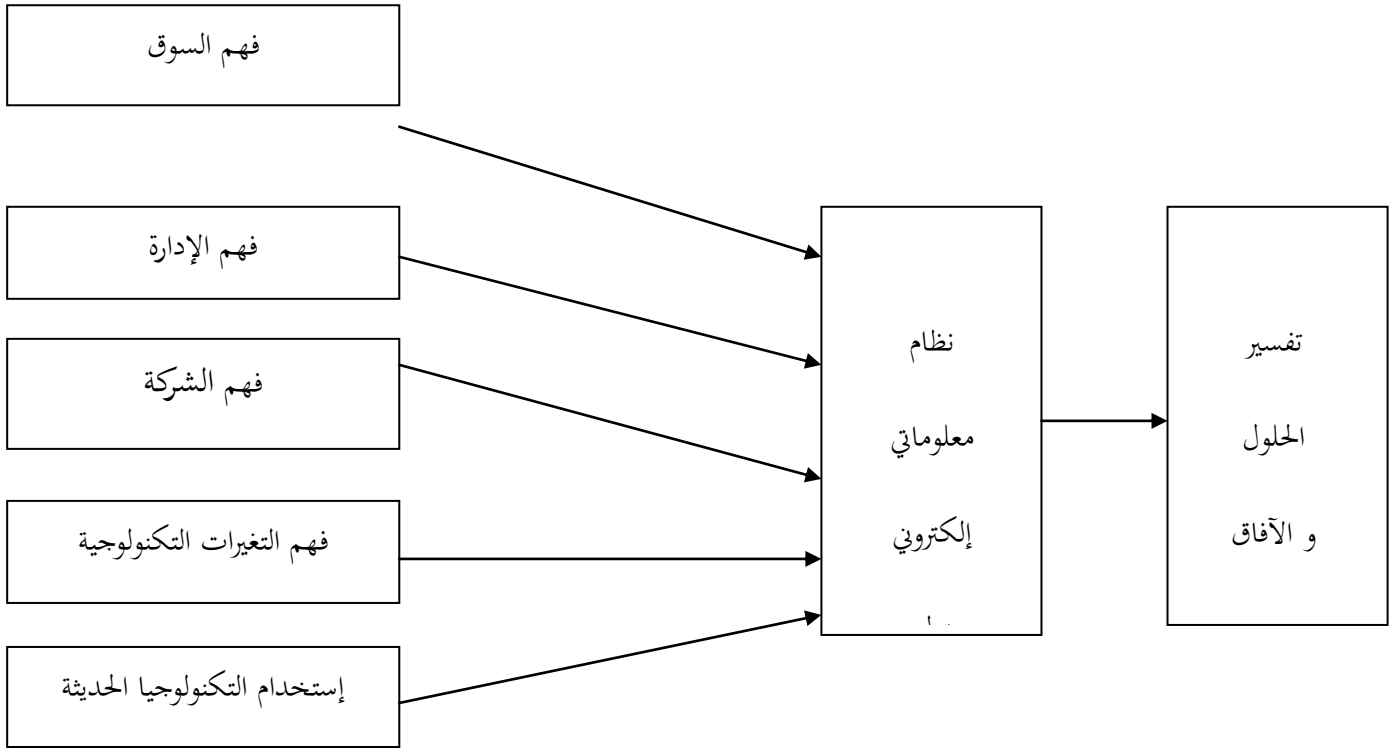 فهم السوق
فهم الإدارة
فهم الشركة
فهم التغيرات التكنولوجية
إستخدام التكنولوجيا الحديثة
نظام
معلوماتي
إلكتروني
تفسير
الحلول
و الآفاق